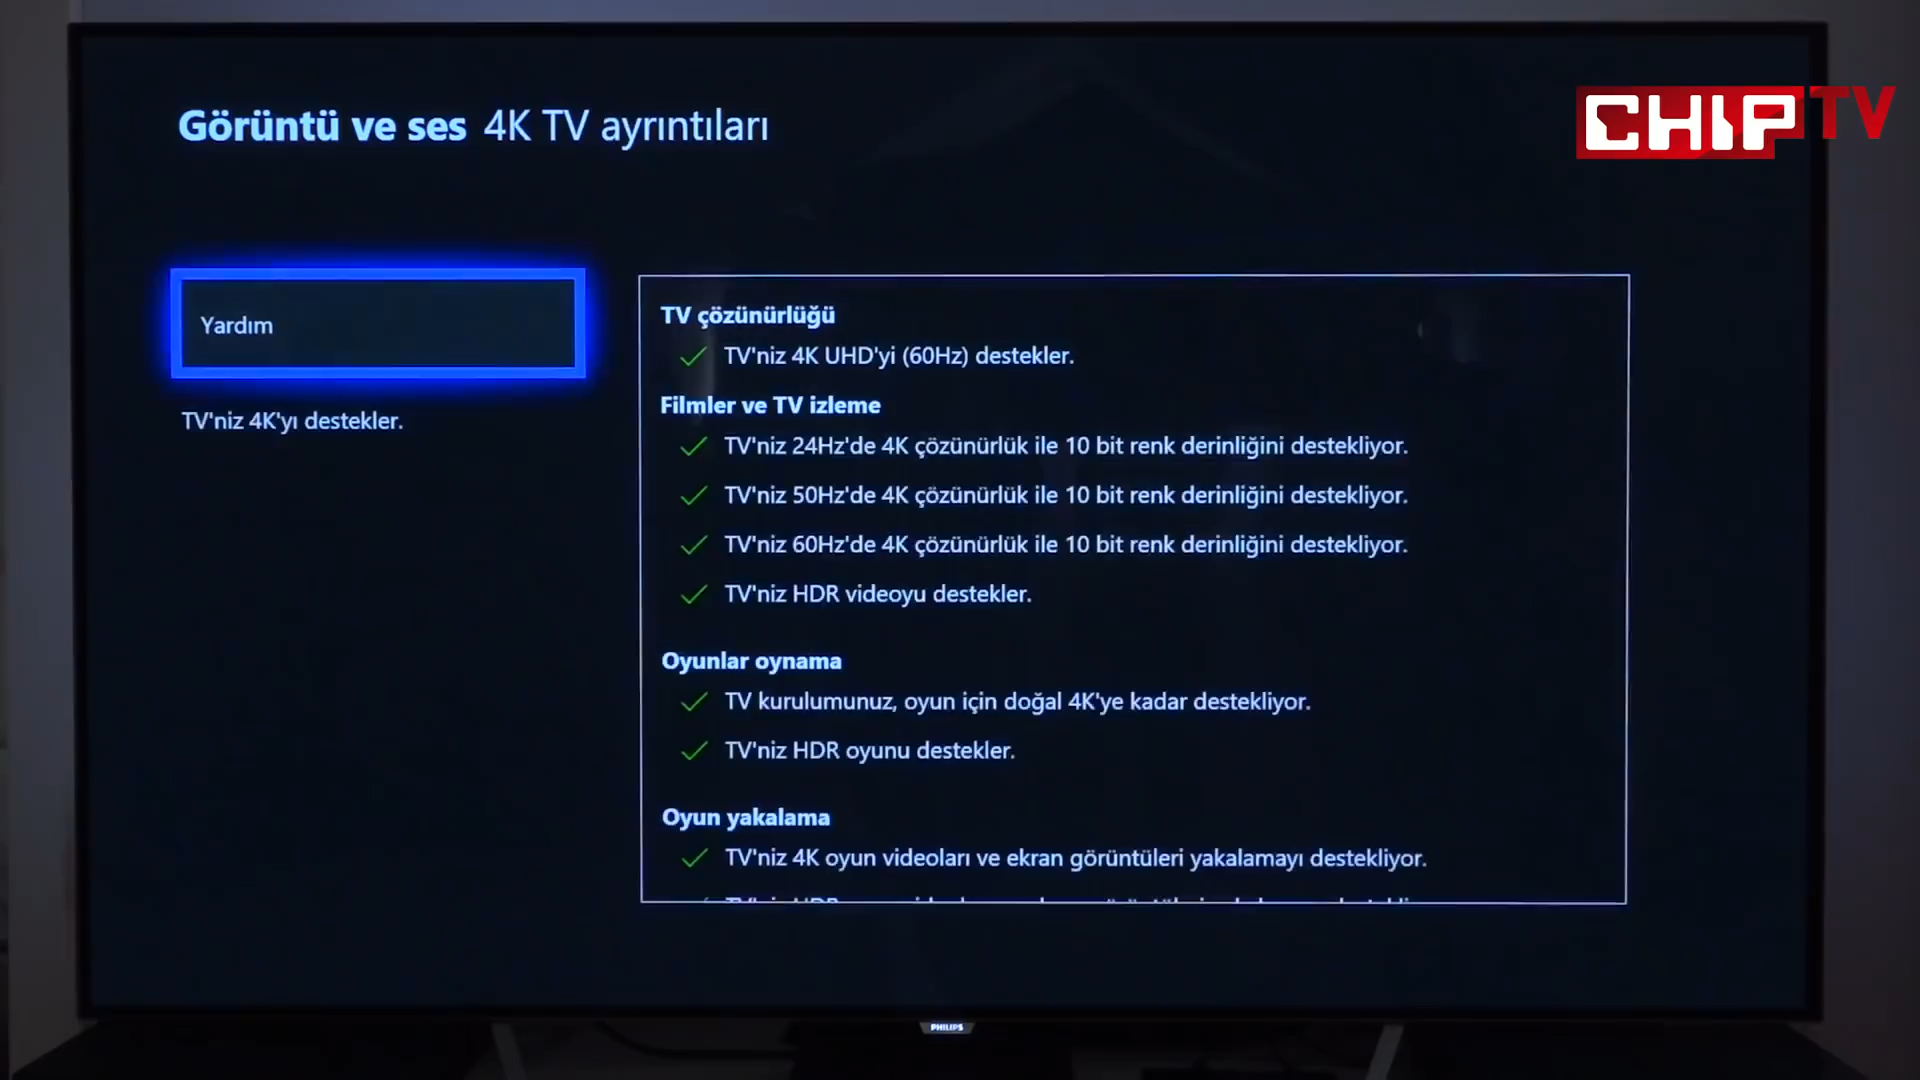 CHIP TV
Görüntü ve ses 4K TV ayrıntıları
Yardım
TV'niz 4K'yı destekler.
TV çözünürlüğü
TV'niz 4K UHD'yi (60Hz) destekler.
Filmler ve TV izleme
TV'niz 24Hz'de 4K çözünürlük ile 10 bit renk derinliğini destekliyor.
TV'niz 50Hz'de 4K çözünürlük ile 10 bit renk derinliğini destekliyor.
TV'niz 60Hz'de 4K çözünürlük ile 10 bit renk derinliğini destekliyor.
TV'niz HDR videoyu destekler.
Oyunlar oynama
TV kurulumunuz, oyun için doğal 4K'ye kadar destekliyor.
TV'niz HDR oyunu destekler.
Oyun yakalama
TV'niz 4K oyun videoları ve ekran görüntüleri yakalamayı destekliyor.
PHILIPS